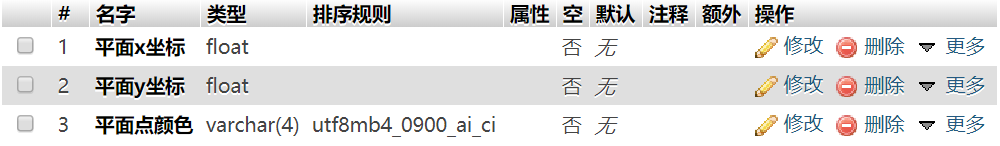 # 名字 类型 排序规则 属性 空 默认 注释 额外 操作
1 平面x坐标 float 否 无 修改 删除 更多
2 平面y坐标 float 否 无 修改 删除 更多
3 平面点颜色 varchar(4) utf8mb4_0900_ai_ci 否 无 修改 删除 更多